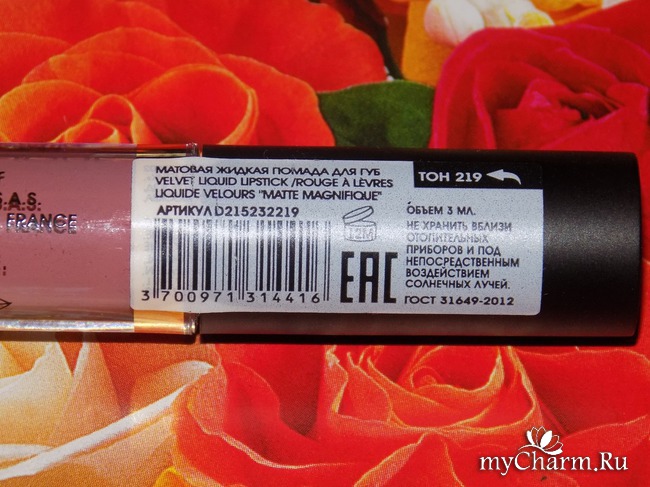 F
S.A.S.
FRANCE
МАТОВАЯ ЖИДКАЯ ПОМАДА ДЛЯ ГУБ
VELVET LIQUID LIPSTICK /ROUGE À LÈVRES
LIQUIDE VELOURS "MATTE MAGNIFIQUE"
АРТИКУЛ D215232219
ТОН 219
12M
3 700971 314416
EAC
ОБЪЕМ 3 МЛ.
НЕ ХРАНИТЬ ВБЛИЗИ
ОТОПИТЕЛЬНЫХ
ПРИБОРОВ И ПОД
НЕПОСРЕДСТВЕННЫМ
ВОЗДЕЙСТВИЕМ
СОЛНЕЧНЫХ ЛУЧЕЙ.
ГОСТ 31649-2012
myCharm.Ru